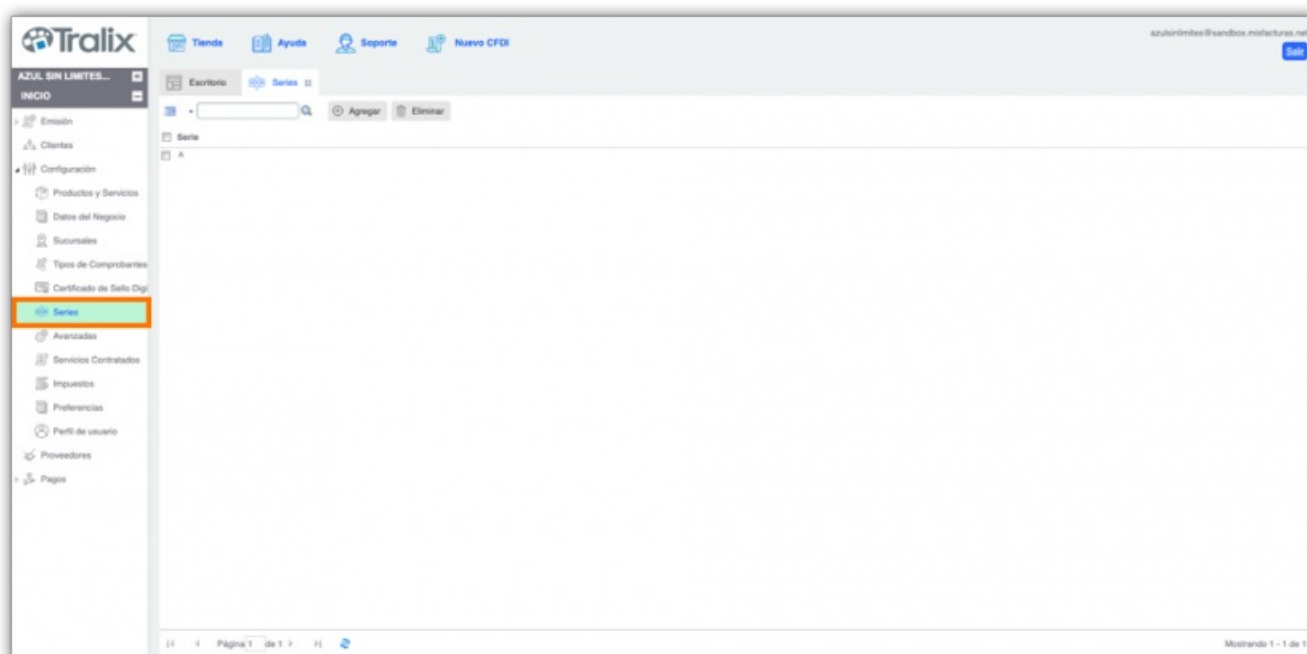 Tralix
Tienda Ayuda Soporte Nuevo CFDI
azulsinlimites@sandbox.misfacturas.net
Salir
AZUL SIN LIMITES...
INICIO
Escritorio Series
Agregar Eliminar
Serie
A
Emisión
Clientes
Configuración
Productos y Servicios
Datos del Negocio
Sucursales
Tipos de Comprobantes
Certificado de Sello Digi
Series
Avanzadas
Servicios Contratados
Impuestos
Preferencias
Perfil de usuario
Proveedores
Pagos
Página 1 de 1
Mostrando 1 - 1 de 1